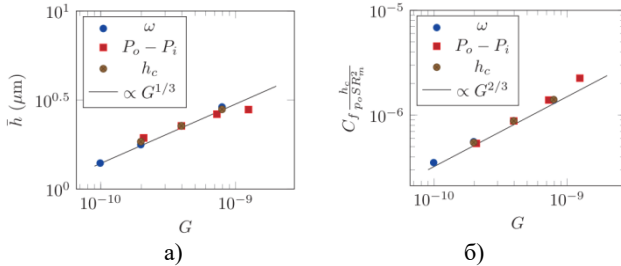 10^1
10^0.5
10^0
h̄ (μm)
ω
P_o − P_i
h_c
∝ G^1/3
10^−10
10^−9
G
а)
10^−5
10^−6
C_f h_c/(p_o S R_m^2)
ω
P_o − P_i
h_c
∝ G^2/3
10^−10
10^−9
G
б)